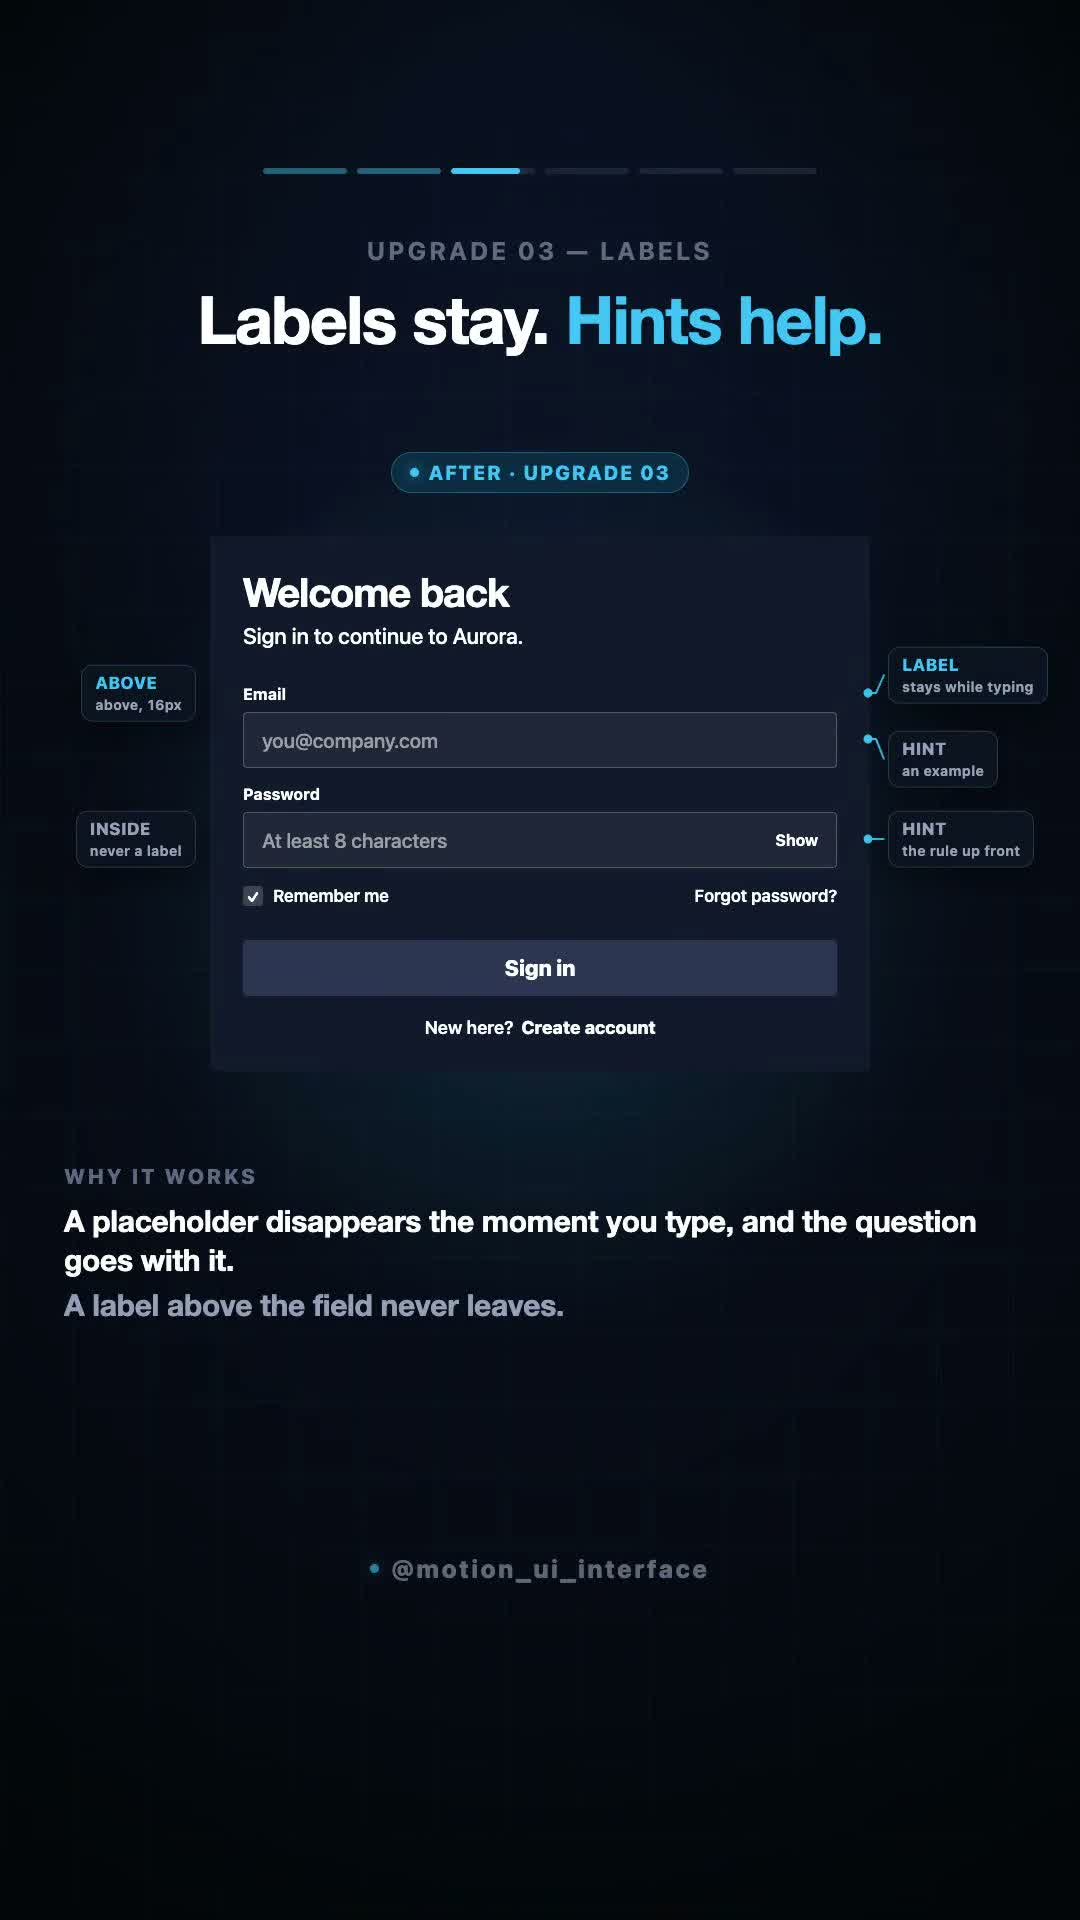 UPGRADE 03 — LABELS
Labels stay. Hints help.
AFTER · UPGRADE 03
Welcome back
Sign in to continue to Aurora.
ABOVE
above, 16px
Email
LABEL
stays while typing
you@company.com
HINT
an example
Password
INSIDE
never a label
At least 8 characters
Show
HINT
the rule up front
Remember me
Forgot password?
Sign in
New here? Create account
WHY IT WORKS
A placeholder disappears the moment you type, and the question
goes with it.
A label above the field never leaves.
@motion_ui_interface